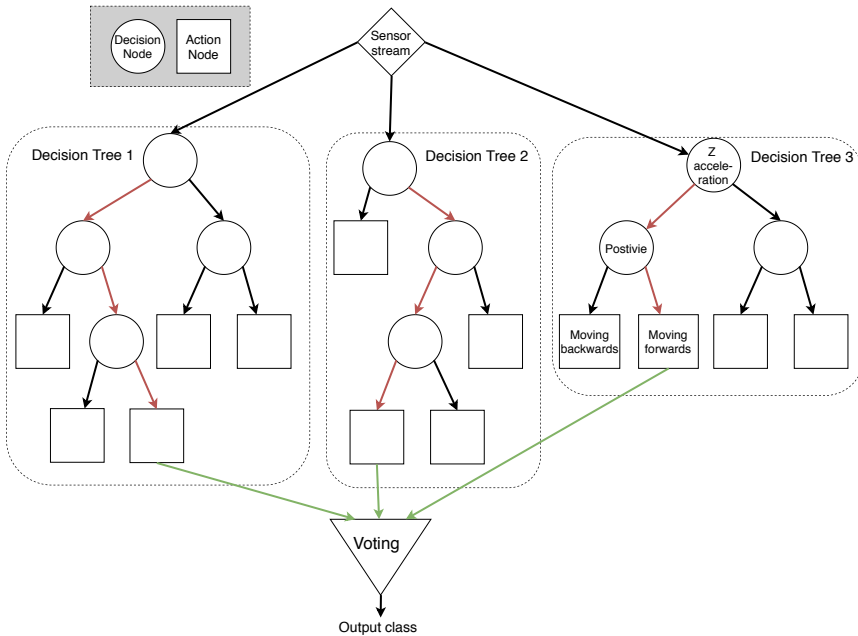 Decision
Node
Action
Node
Sensor
stream
Decision Tree 1
Decision Tree 2
Z
accele-
ration
Decision Tree 3
Postivie
Moving
backwards
Moving
forwards
Voting
Output class